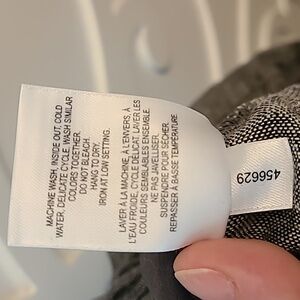 MACHINE WASH, INSIDE OUT, COLD
WATER, DELICATE CYCLE, WASH SIMILAR
COLORS TOGETHER.
DO NOT BLEACH.
HANG TO DRY.
IRON AT LOW SETTING.
LAVER À LA MACHINE, À L'ENVERS, À
L'EAU FROIDE, CYCLE DÉLICAT. LAVER LES
COULEURS SEMBLABLES ENSEMBLE.
NE PAS JAVELLISER.
SUSPENDRE POUR SÉCHER.
REPASSER À BASSE TEMPÉRATURE.
456629